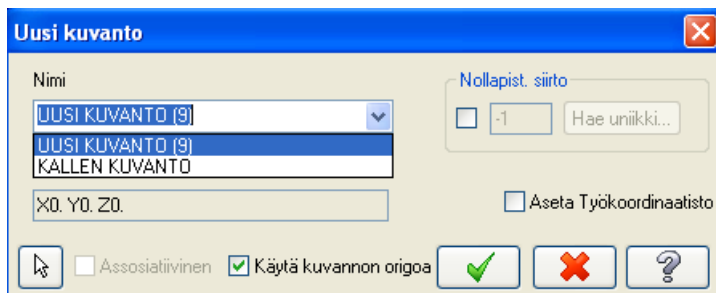 Uusi kuvanto
Nimi
Nollapist. siirto
UUSI KUVANTO (9)
-1
Hae uniikki...
UUSI KUVANTO (9)
KALLEN KUVANTO
X0. Y0. Z0.
Aseta Työkoordinaatisto
Assosiatiivinen
Käytä kuvannon origoa